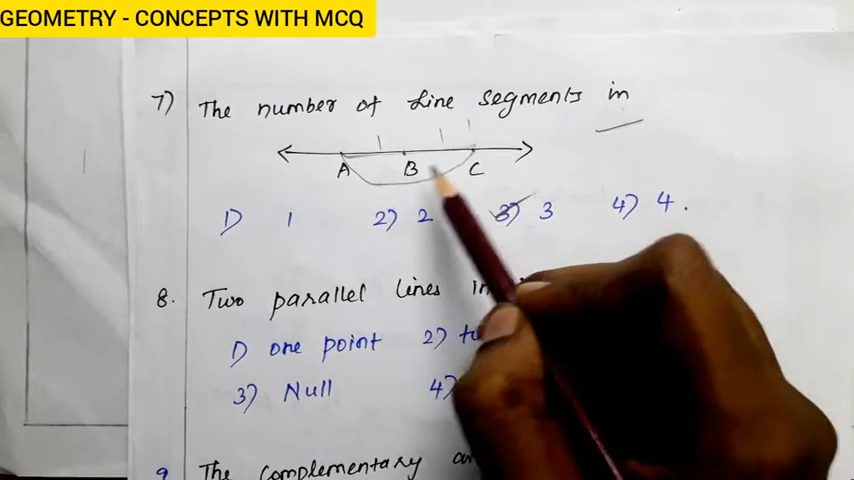 GEOMETRY - CONCEPTS WITH MCQ
7) The number of Line segments in
A B C
1) 1 2) 2 3) 3 4) 4.
8. Two parallel lines
1) one point 2)
3) Null 4)
9 The complementary